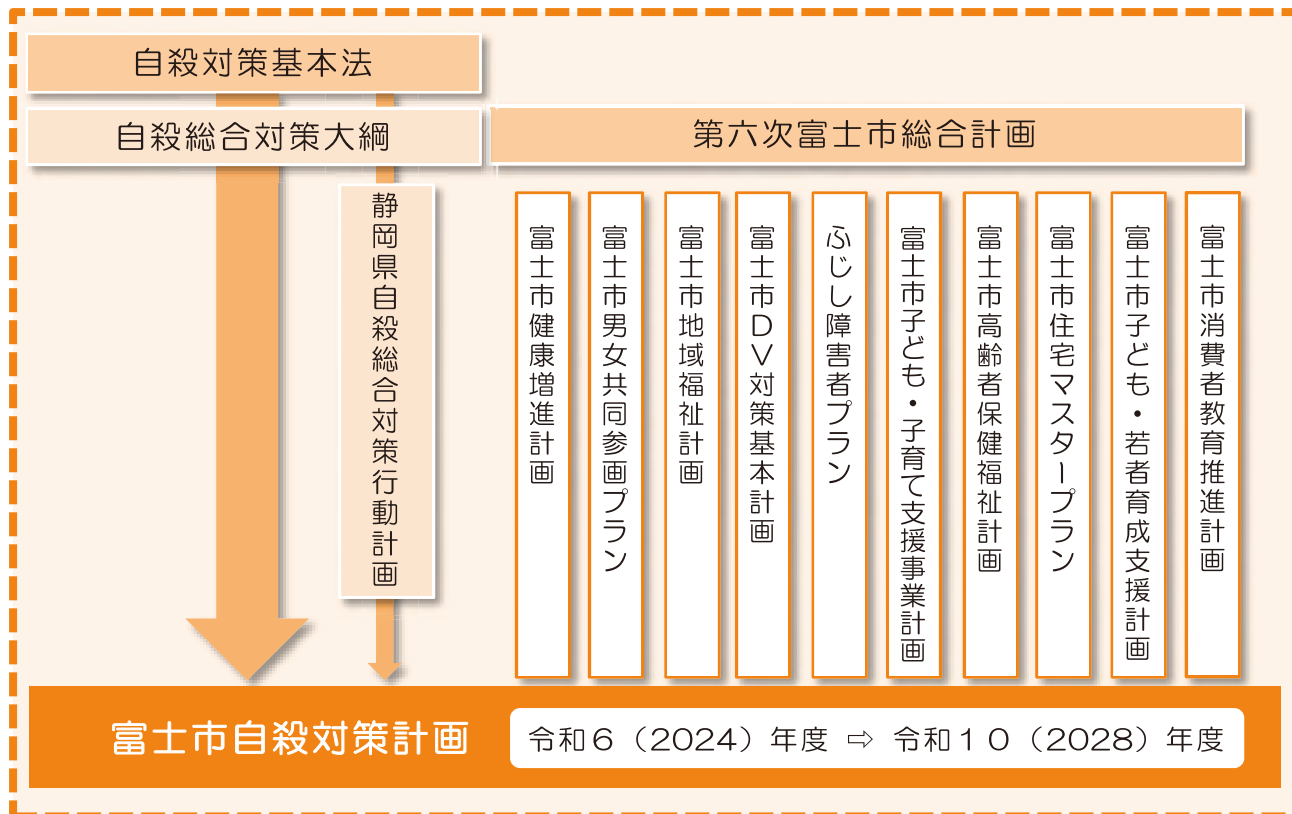 自殺対策基本法
自殺総合対策大綱
第六次富士市総合計画
静岡県自殺総合対策行動計画
富士市健康増進計画
富士市男女共同参画プラン
富士市地域福祉計画
富士市DV対策基本計画
ふじし障害者プラン
富士市子ども・子育て支援事業計画
富士市高齢者保健福祉計画
富士市住宅マスタープラン
富士市子ども・若者育成支援計画
富士市消費者教育推進計画
富士市自殺対策計画
令和6（2024）年度 ⇨ 令和10（2028）年度